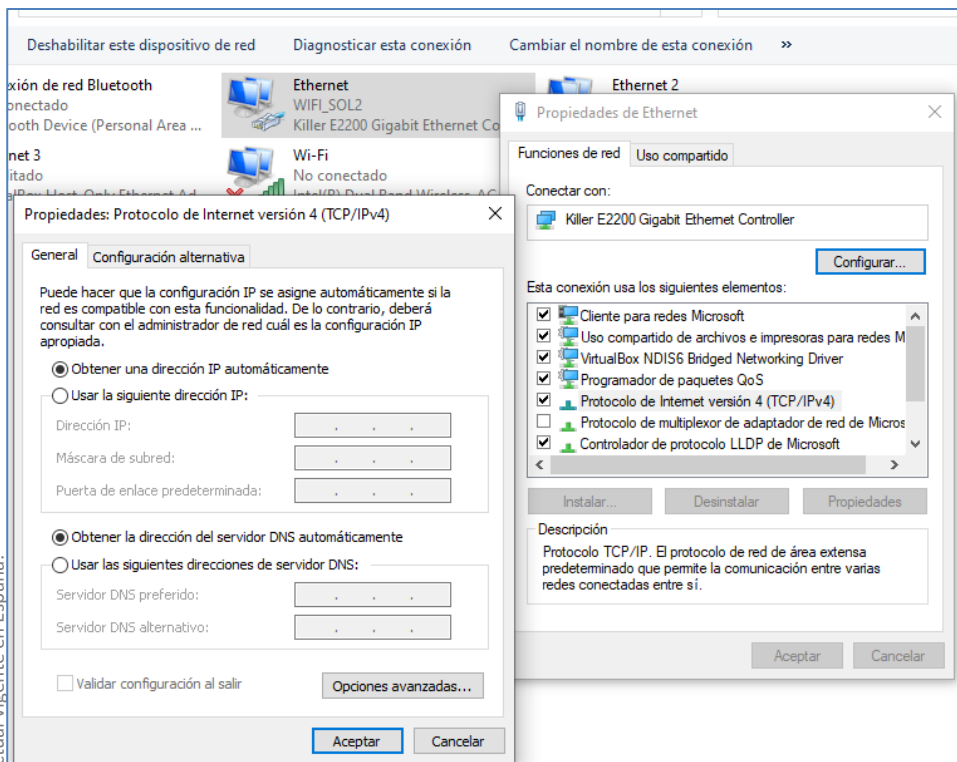 Deshabilitar este dispositivo de red Diagnosticar esta conexión Cambiar el nombre de esta conexión »
xión de red Bluetooth
onectado
ooth Device (Personal Area ...
Ethernet
WIFI_SOL2
Killer E2200 Gigabit Ethernet Co
Ethernet 2
net 3
itado
Wi-Fi
No conectado
Propiedades de Ethernet
Funciones de red Uso compartido
Conectar con:
Killer E2200 Gigabit Ethernet Controller
Configurar...
Esta conexión usa los siguientes elementos:
Cliente para redes Microsoft
Uso compartido de archivos e impresoras para redes M
VirtualBox NDIS6 Bridged Networking Driver
Programador de paquetes QoS
Protocolo de Internet versión 4 (TCP/IPv4)
Protocolo de multiplexor de adaptador de red de Micros
Controlador de protocolo LLDP de Microsoft
Instalar... Desinstalar Propiedades
Descripción
Protocolo TCP/IP. El protocolo de red de área extensa
predeterminado que permite la comunicación entre varias
redes conectadas entre sí.
Aceptar Cancelar
Propiedades: Protocolo de Internet versión 4 (TCP/IPv4)
General Configuración alternativa
Puede hacer que la configuración IP se asigne automáticamente si la
red es compatible con esta funcionalidad. De lo contrario, deberá
consultar con el administrador de red cuál es la configuración IP
apropiada.
Obtener una dirección IP automáticamente
Usar la siguiente dirección IP:
Dirección IP:
Máscara de subred:
Puerta de enlace predeterminada:
Obtener la dirección del servidor DNS automáticamente
Usar las siguientes direcciones de servidor DNS:
Servidor DNS preferido:
Servidor DNS alternativo:
Validar configuración al salir
Opciones avanzadas...
Aceptar Cancelar
ctual vigente en España.